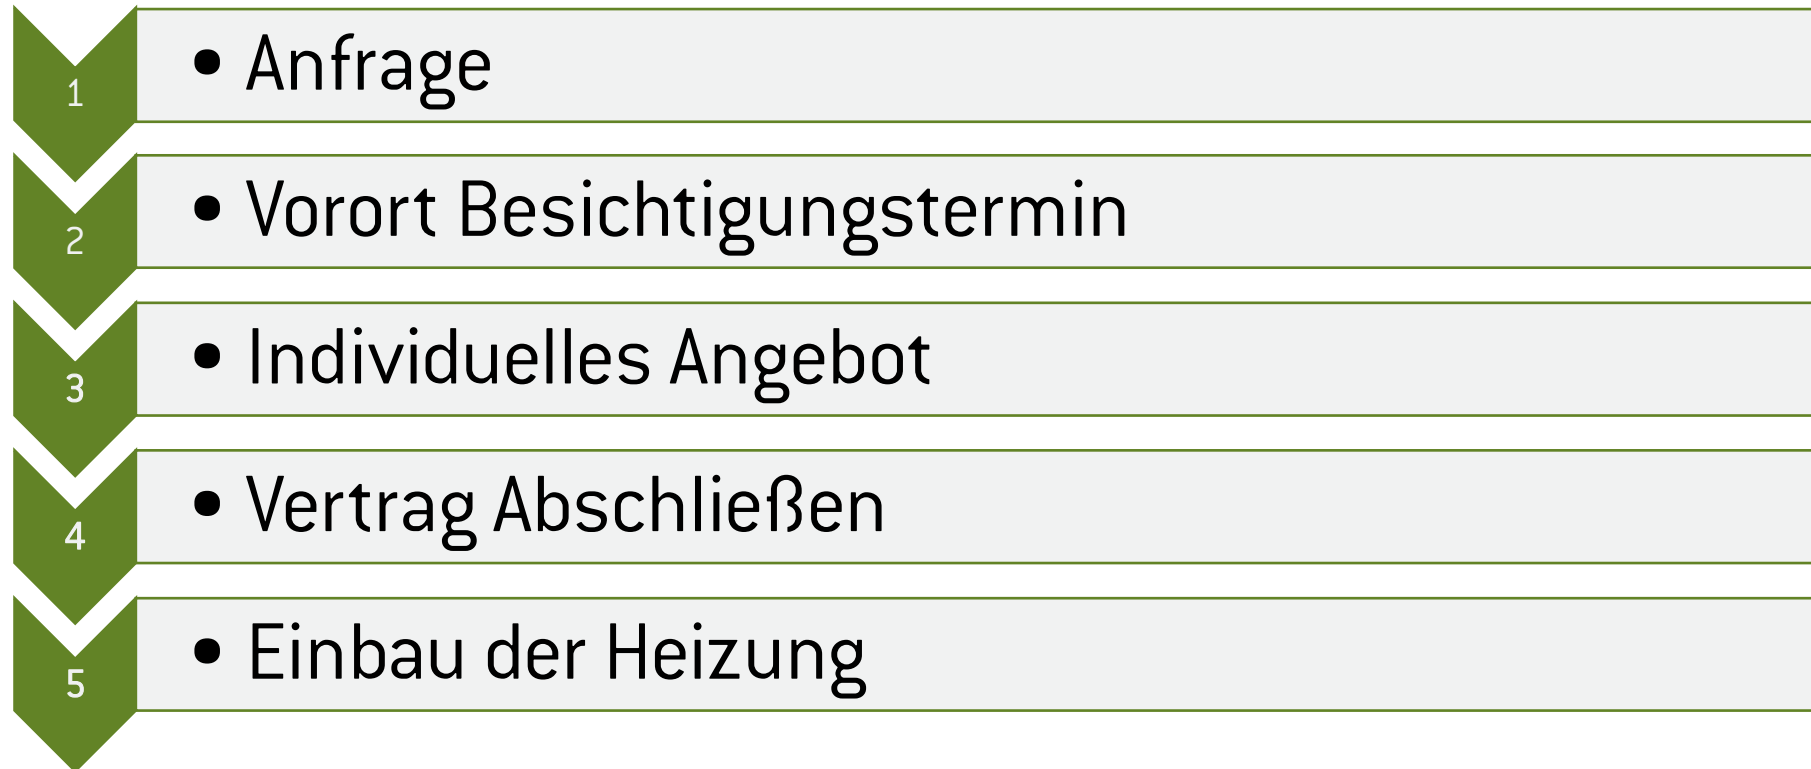 1
• Anfrage
2
• Vorort Besichtigungstermin
3
• Individuelles Angebot
4
• Vertrag Abschließen
5
• Einbau der Heizung